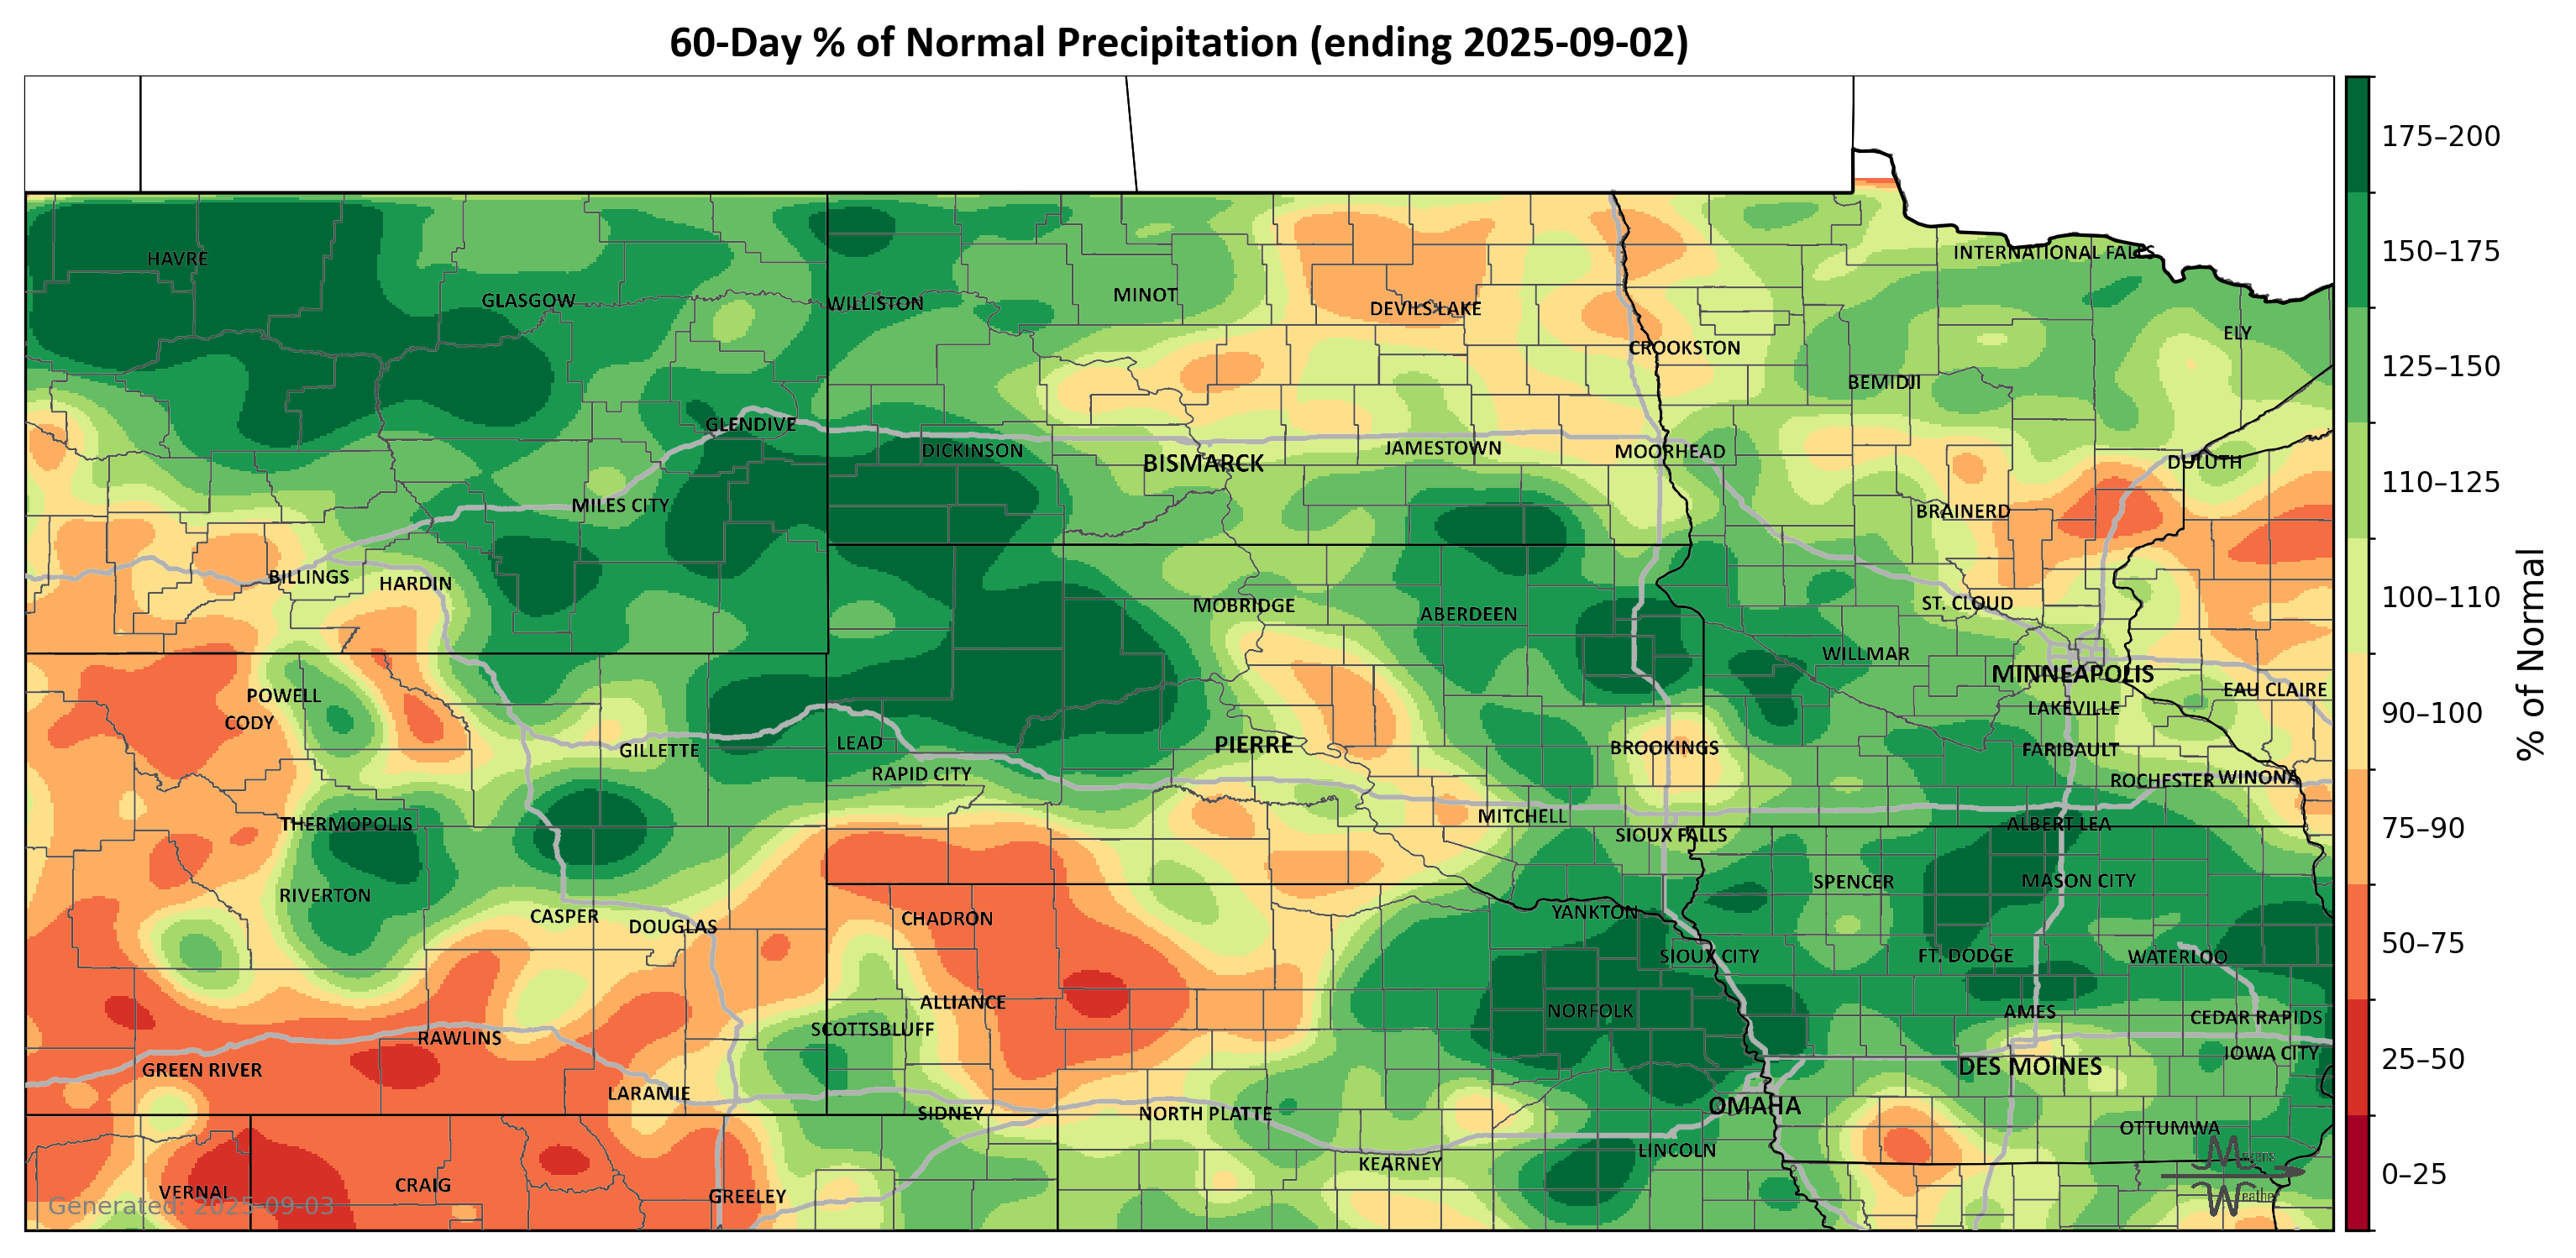 60-Day % of Normal Precipitation (ending 2025-09-02)
175–200
INTERNATIONAL FALLS
150–175
HAVRE
GLASGOW
WILLISTON
MINOT
DEVILS LAKE
ELY
125–150
CROOKSTON
BEMIDJI
GLENDIVE
DICKINSON
BISMARCK
JAMESTOWN
MOORHEAD
DULUTH
110–125
MILES CITY
BRAINERD
BILLINGS
HARDIN
MOBRIDGE
ABERDEEN
ST. CLOUD
100–110
% of Normal
WILLMAR
MINNEAPOLIS
POWELL
CODY
EAU CLAIRE
LAKEVILLE
90–100
GILLETTE
LEAD
RAPID CITY
PIERRE
BROOKINGS
FARIBAULT
ROCHESTER
WINONA
THERMOPOLIS
MITCHELL
SIOUX FALLS
ALBERT LEA
75–90
RIVERTON
SPENCER
MASON CITY
CASPER
DOUGLAS
CHADRON
YANKTON
SIOUX CITY
FT. DODGE
WATERLOO
50–75
ALLIANCE
NORFOLK
AMES
CEDAR RAPIDS
SCOTTSBLUFF
RAWLINS
IOWA CITY
GREEN RIVER
DES MOINES
25–50
LARAMIE
SIDNEY
NORTH PLATTE
OMAHA
OTTUMWA
LINCOLN
KEARNEY
VERNAL
CRAIG
GREELEY
0–25
Generated: 2025-09-03